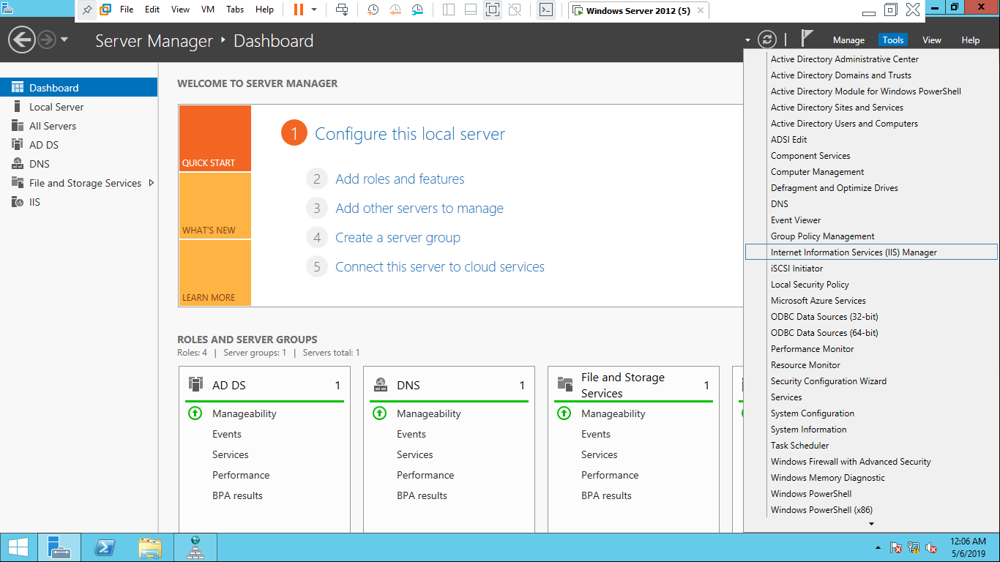 File Edit View VM Tabs Help
Windows Server 2012 (5)
Server Manager Dashboard
Manage Tools View Help
Dashboard
Local Server
All Servers
AD DS
DNS
File and Storage Services
IIS
WELCOME TO SERVER MANAGER
QUICK START
WHAT'S NEW
LEARN MORE
1 Configure this local server
2 Add roles and features
3 Add other servers to manage
4 Create a server group
5 Connect this server to cloud services
ROLES AND SERVER GROUPS
Roles: 4 | Server groups: 1 | Servers total: 1
AD DS 1
Manageability
Events
Services
Performance
BPA results
DNS 1
Manageability
Events
Services
Performance
BPA results
File and Storage
Services 1
Manageability
Events
Services
Performance
BPA results
Active Directory Administrative Center
Active Directory Domains and Trusts
Active Directory Module for Windows PowerShell
Active Directory Sites and Services
Active Directory Users and Computers
ADSI Edit
Component Services
Computer Management
Defragment and Optimize Drives
DNS
Event Viewer
Group Policy Management
Internet Information Services (IIS) Manager
iSCSI Initiator
Local Security Policy
Microsoft Azure Services
ODBC Data Sources (32-bit)
ODBC Data Sources (64-bit)
Performance Monitor
Resource Monitor
Security Configuration Wizard
Services
System Configuration
System Information
Task Scheduler
Windows Firewall with Advanced Security
Windows Memory Diagnostic
Windows PowerShell
Windows PowerShell (x86)
12:06 AM
5/6/2019